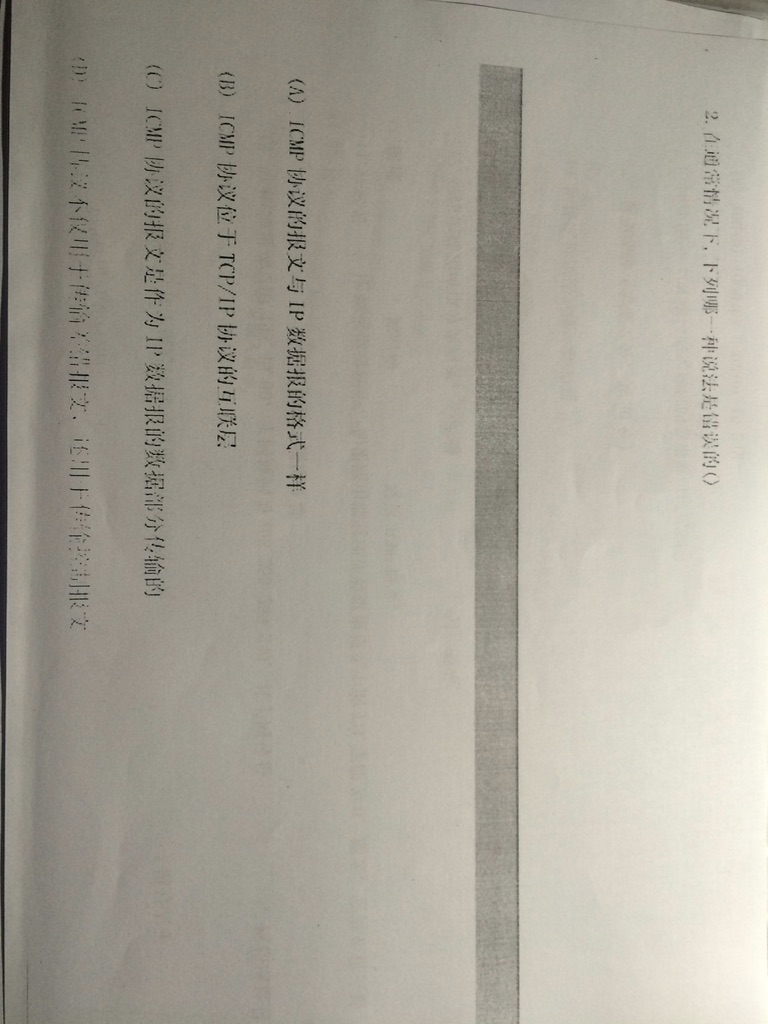 2. 在通常情况下, 下列哪一种说法是错误的()
(A) ICMP 协议的报文与 IP 数据报的格式一样
(B) ICMP 协议位于 TCP/IP 协议的互联层
(C) ICMP 协议的报文是作为 IP 数据报的数据部分传输的
(D) ICMP 协议不仅用于传输差错报文、还用于传输控制报文